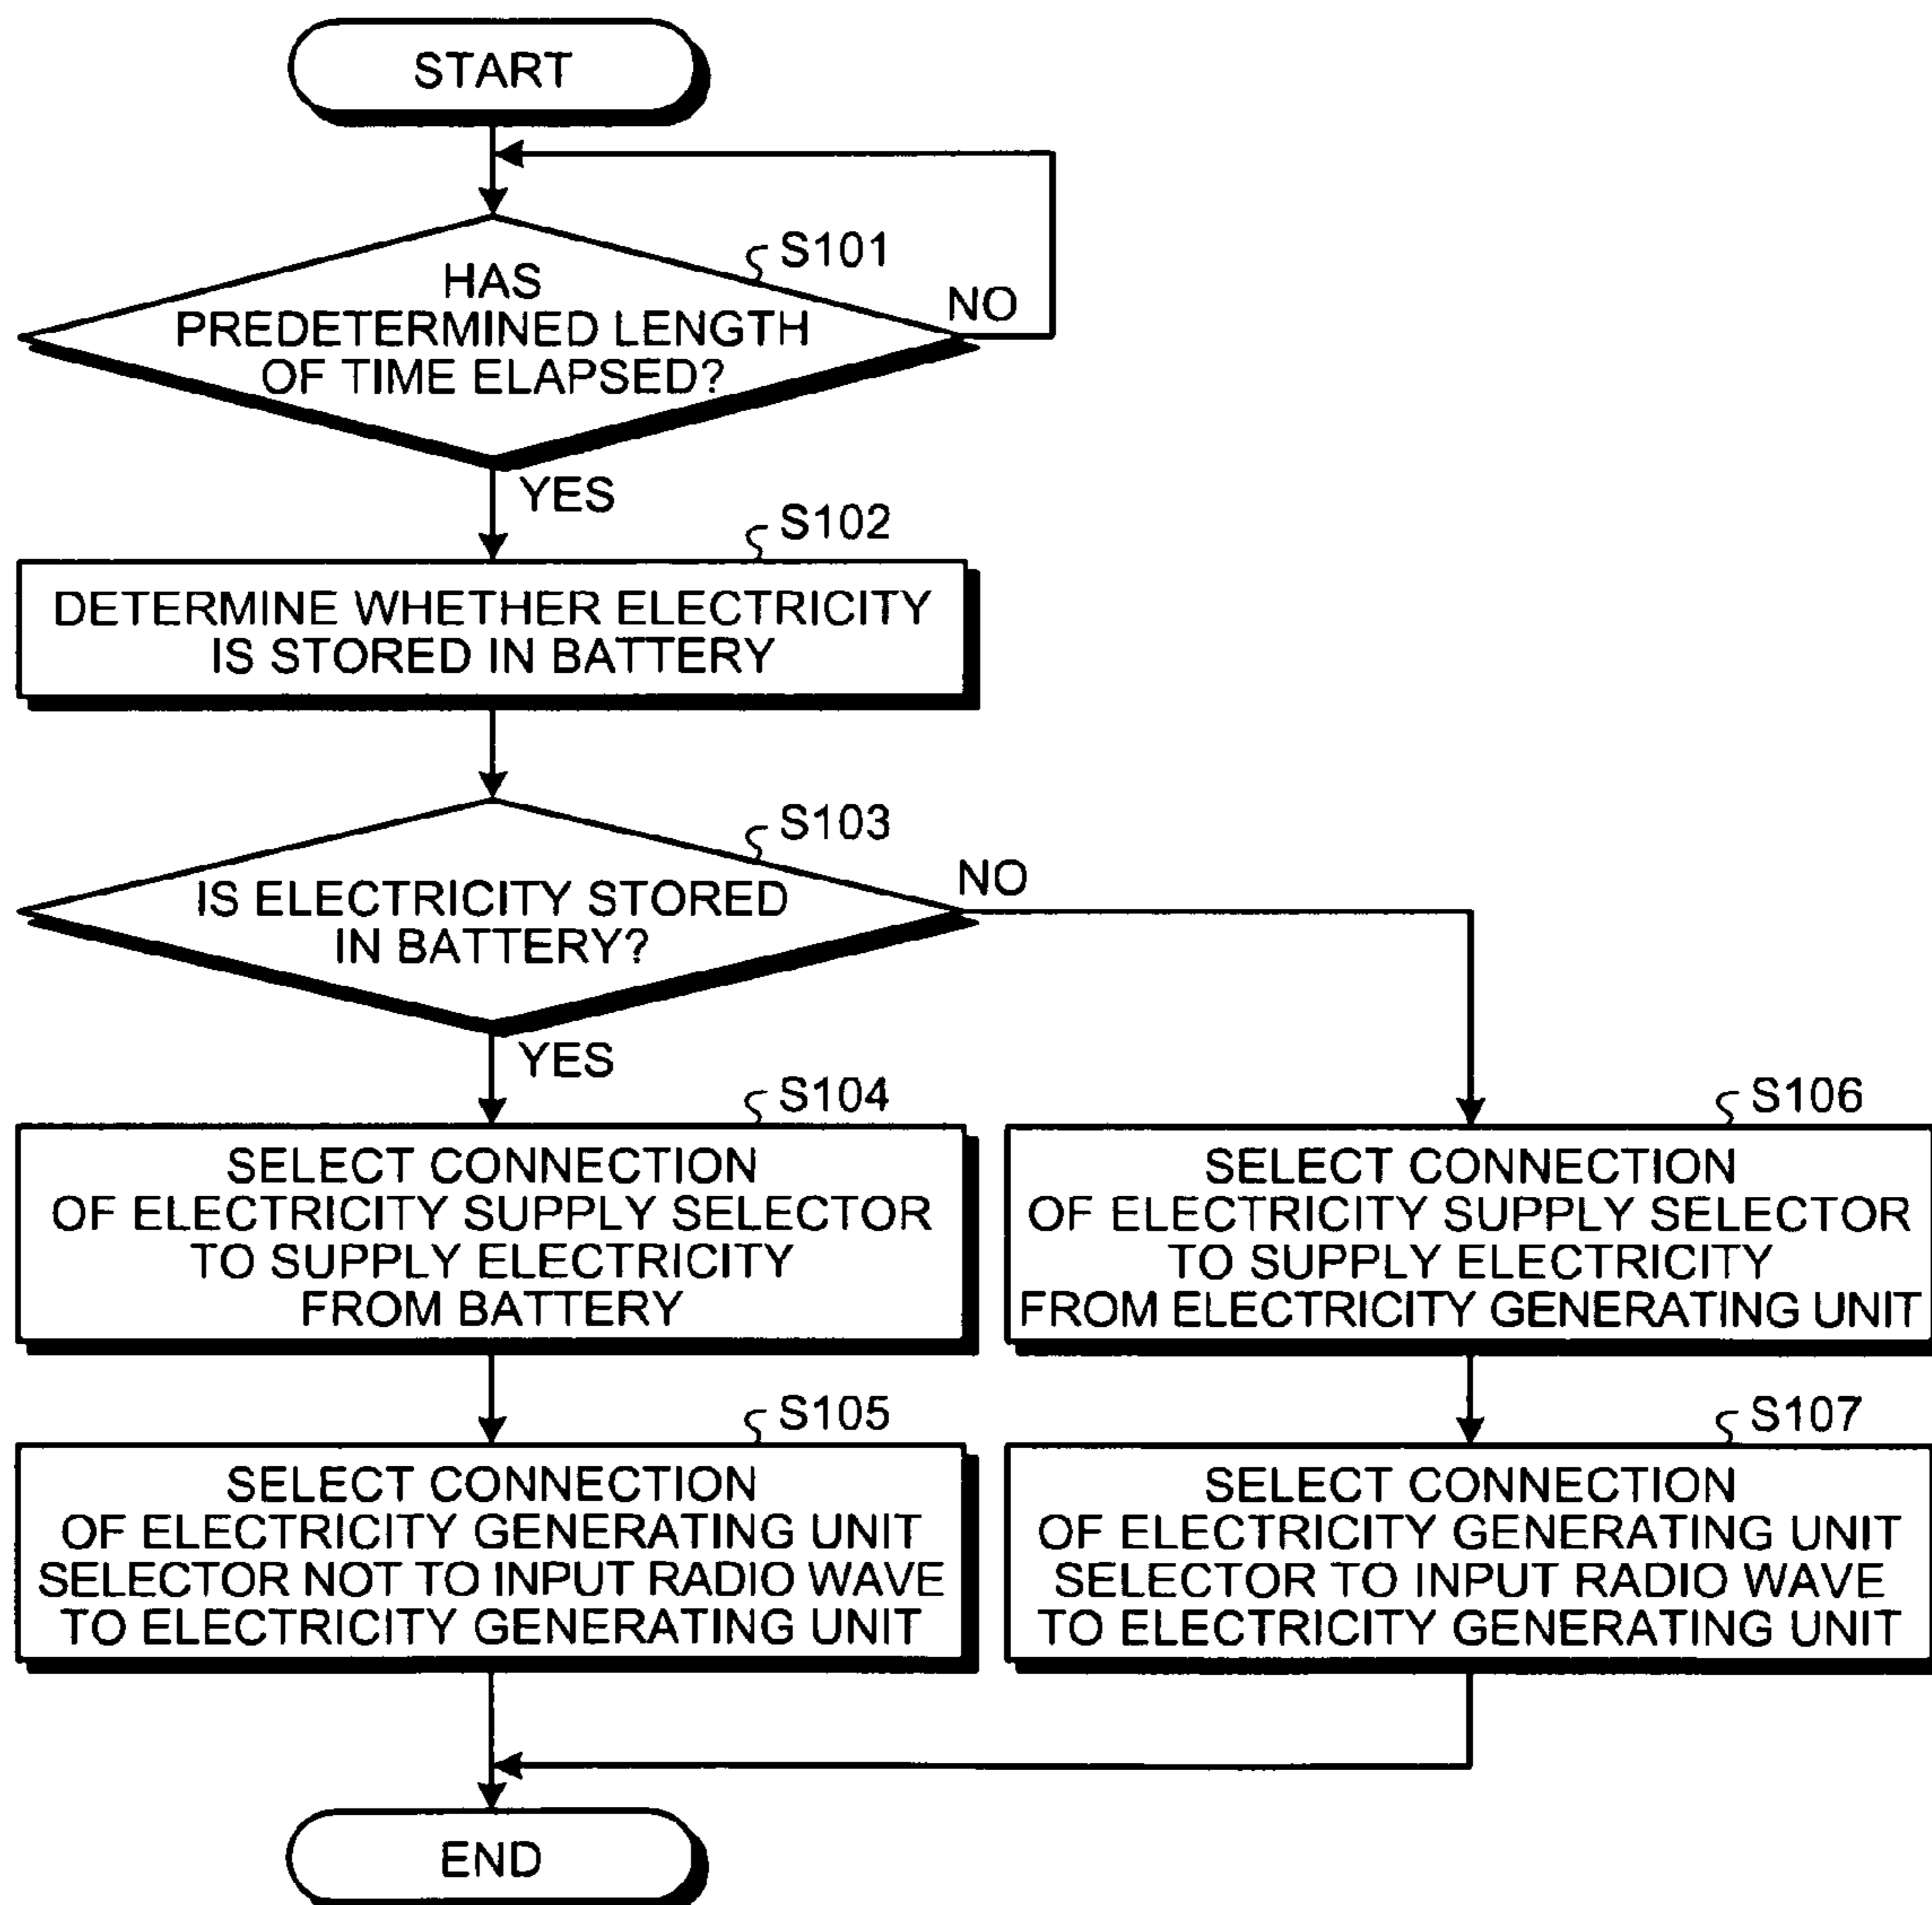 START
S101
HAS
PREDETERMINED LENGTH
OF TIME ELAPSED?
NO
YES
S102
DETERMINE WHETHER ELECTRICITY
IS STORED IN BATTERY
S103
IS ELECTRICITY STORED
IN BATTERY?
NO
YES
S104
SELECT CONNECTION
OF ELECTRICITY SUPPLY SELECTOR
TO SUPPLY ELECTRICITY
FROM BATTERY
S106
SELECT CONNECTION
OF ELECTRICITY SUPPLY SELECTOR
TO SUPPLY ELECTRICITY
FROM ELECTRICITY GENERATING UNIT
S105
SELECT CONNECTION
OF ELECTRICITY GENERATING UNIT
SELECTOR NOT TO INPUT RADIO WAVE
TO ELECTRICITY GENERATING UNIT
S107
SELECT CONNECTION
OF ELECTRICITY GENERATING UNIT
SELECTOR TO INPUT RADIO WAVE
TO ELECTRICITY GENERATING UNIT
END